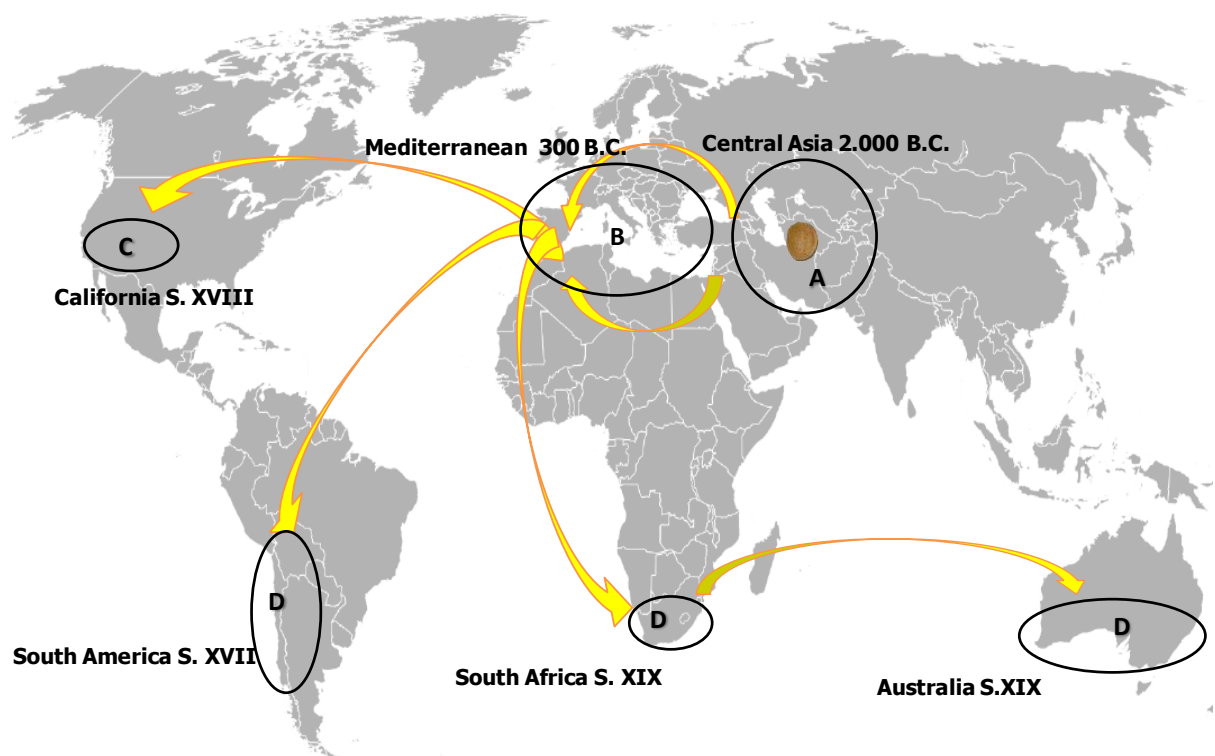 Central Asia 2.000 B.C.
Mediterranean 300 B.C.
B
C
A
California S. XVIII
D
D
D
South America S. XVII
South Africa S. XIX
Australia S.XIX